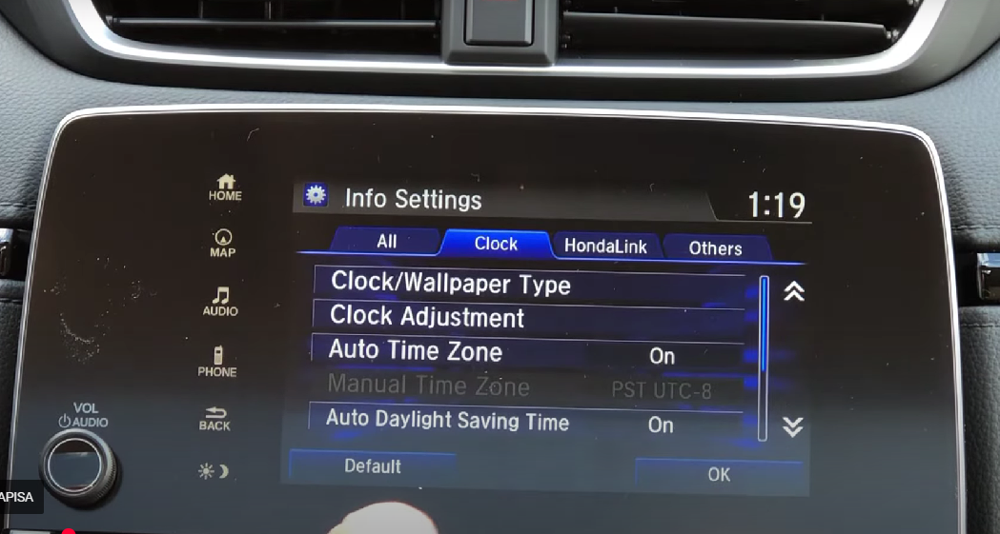 Info Settings 1:19
All Clock HondaLink Others
Clock/Wallpaper Type
Clock Adjustment
Auto Time Zone On
Manual Time Zone PST UTC-8
Auto Daylight Saving Time On
Default OK
HOME
MAP
AUDIO
PHONE
BACK
VOL
AUDIO
APISA